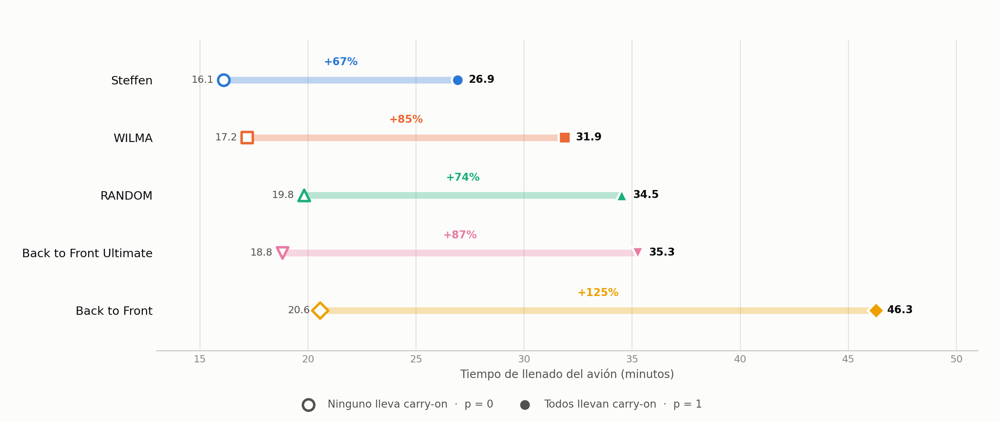 +67%
Steffen 16.1 26.9
+85%
WILMA 17.2 31.9
+74%
RANDOM 19.8 34.5
+87%
Back to Front Ultimate 18.8 35.3
+125%
Back to Front 20.6 46.3
15 20 25 30 35 40 45 50
Tiempo de llenado del avión (minutos)
Ninguno lleva carry-on · p = 0 Todos llevan carry-on · p = 1